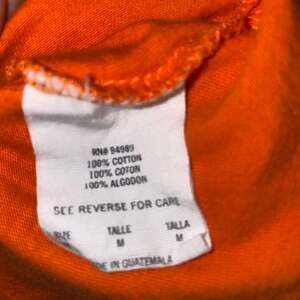 RN# 94989
100% COTTON
100% COTON
100% ALGODON
SEE REVERSE FOR CARE
SIZE TALLE TALLA
M M
MADE IN GUATEMALA